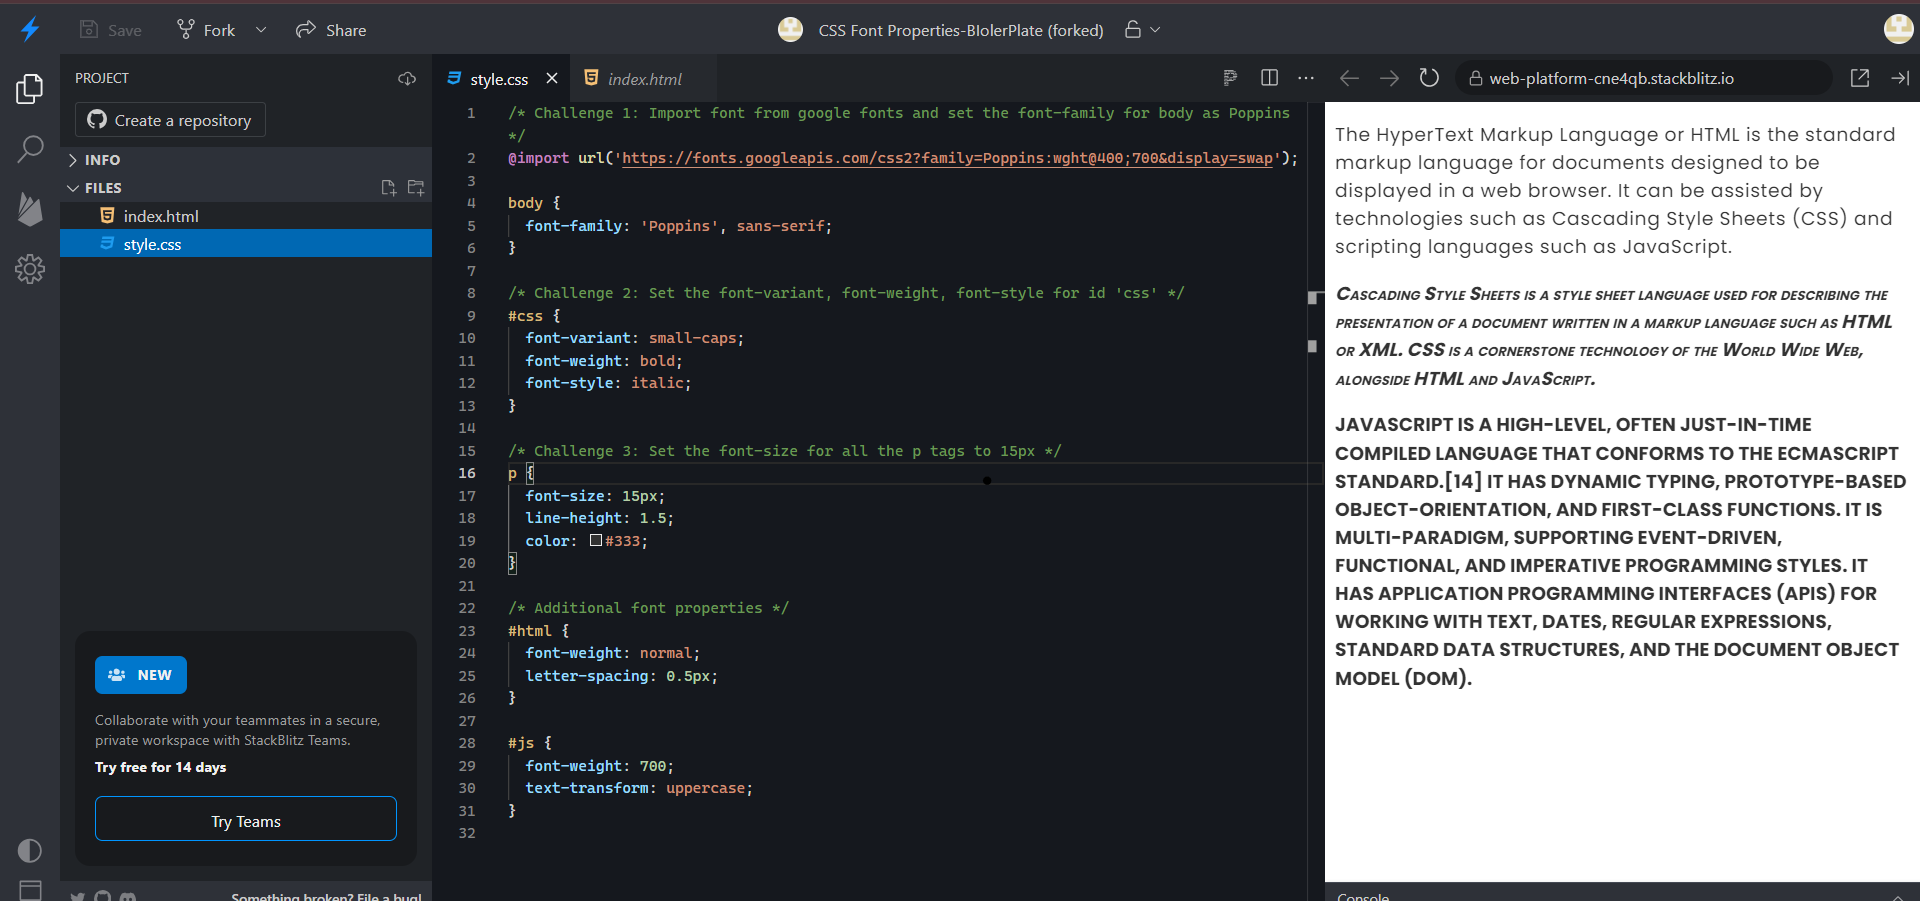 Save
Fork
Share
CSS Font Properties-BIolerPlate (forked)
PROJECT
style.css
index.html
web-platform-cne4qb.stackblitz.io
Create a repository
INFO
FILES
index.html
style.css
NEW
Collaborate with your teammates in a secure,
private workspace with StackBlitz Teams.
Try free for 14 days
Try Teams
Something broken? File a bug!
1 /* Challenge 1: Import font from google fonts and set the font-family for body as Poppins
*/
2 @import url('https://fonts.googleapis.com/css2?family=Poppins:wght@400;700&display=swap');
3
4 body {
5 font-family: 'Poppins', sans-serif;
6 }
7
8 /* Challenge 2: Set the font-variant, font-weight, font-style for id 'css' */
9 #css {
10 font-variant: small-caps;
11 font-weight: bold;
12 font-style: italic;
13 }
14
15 /* Challenge 3: Set the font-size for all the p tags to 15px */
16 p {
17 font-size: 15px;
18 line-height: 1.5;
19 color: #333;
20 }
21
22 /* Additional font properties */
23 #html {
24 font-weight: normal;
25 letter-spacing: 0.5px;
26 }
27
28 #js {
29 font-weight: 700;
30 text-transform: uppercase;
31 }
32
The HyperText Markup Language or HTML is the standard
markup language for documents designed to be
displayed in a web browser. It can be assisted by
technologies such as Cascading Style Sheets (CSS) and
scripting languages such as JavaScript.
Cascading Style Sheets is a style sheet language used for describing the
presentation of a document written in a markup language such as HTML
or XML. CSS is a cornerstone technology of the World Wide Web,
alongside HTML and JavaScript.
JAVASCRIPT IS A HIGH-LEVEL, OFTEN JUST-IN-TIME
COMPILED LANGUAGE THAT CONFORMS TO THE ECMASCRIPT
STANDARD.[14] IT HAS DYNAMIC TYPING, PROTOTYPE-BASED
OBJECT-ORIENTATION, AND FIRST-CLASS FUNCTIONS. IT IS
MULTI-PARADIGM, SUPPORTING EVENT-DRIVEN,
FUNCTIONAL, AND IMPERATIVE PROGRAMMING STYLES. IT
HAS APPLICATION PROGRAMMING INTERFACES (APIS) FOR
WORKING WITH TEXT, DATES, REGULAR EXPRESSIONS,
STANDARD DATA STRUCTURES, AND THE DOCUMENT OBJECT
MODEL (DOM).
Console